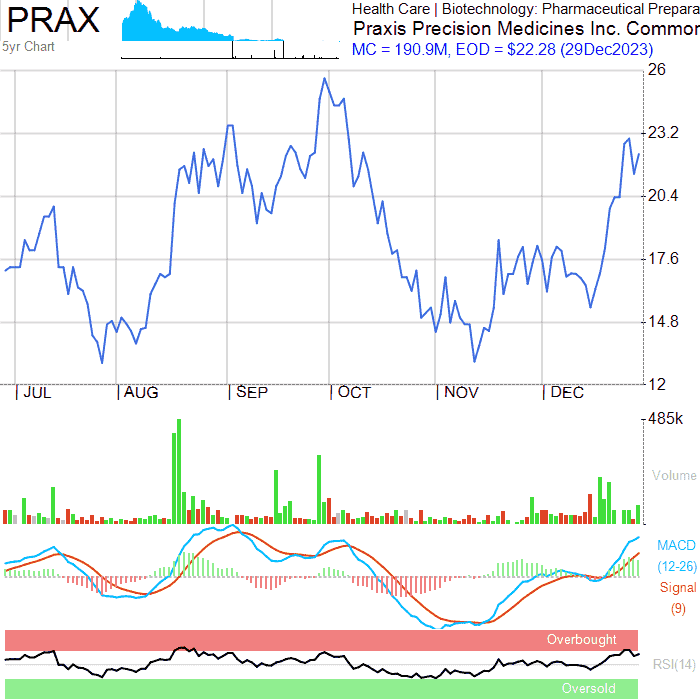 PRAX
5yr Chart
Health Care | Biotechnology: Pharmaceutical Prepara
Praxis Precision Medicines Inc. Common
MC = 190.9M, EOD = $22.28 (29Dec2023)
26
23.2
20.4
17.6
14.8
12
JUL
AUG
SEP
OCT
NOV
DEC
485k
Volume
MACD
(12-26)
Signal
(9)
Overbought
RSI(14)
Oversold